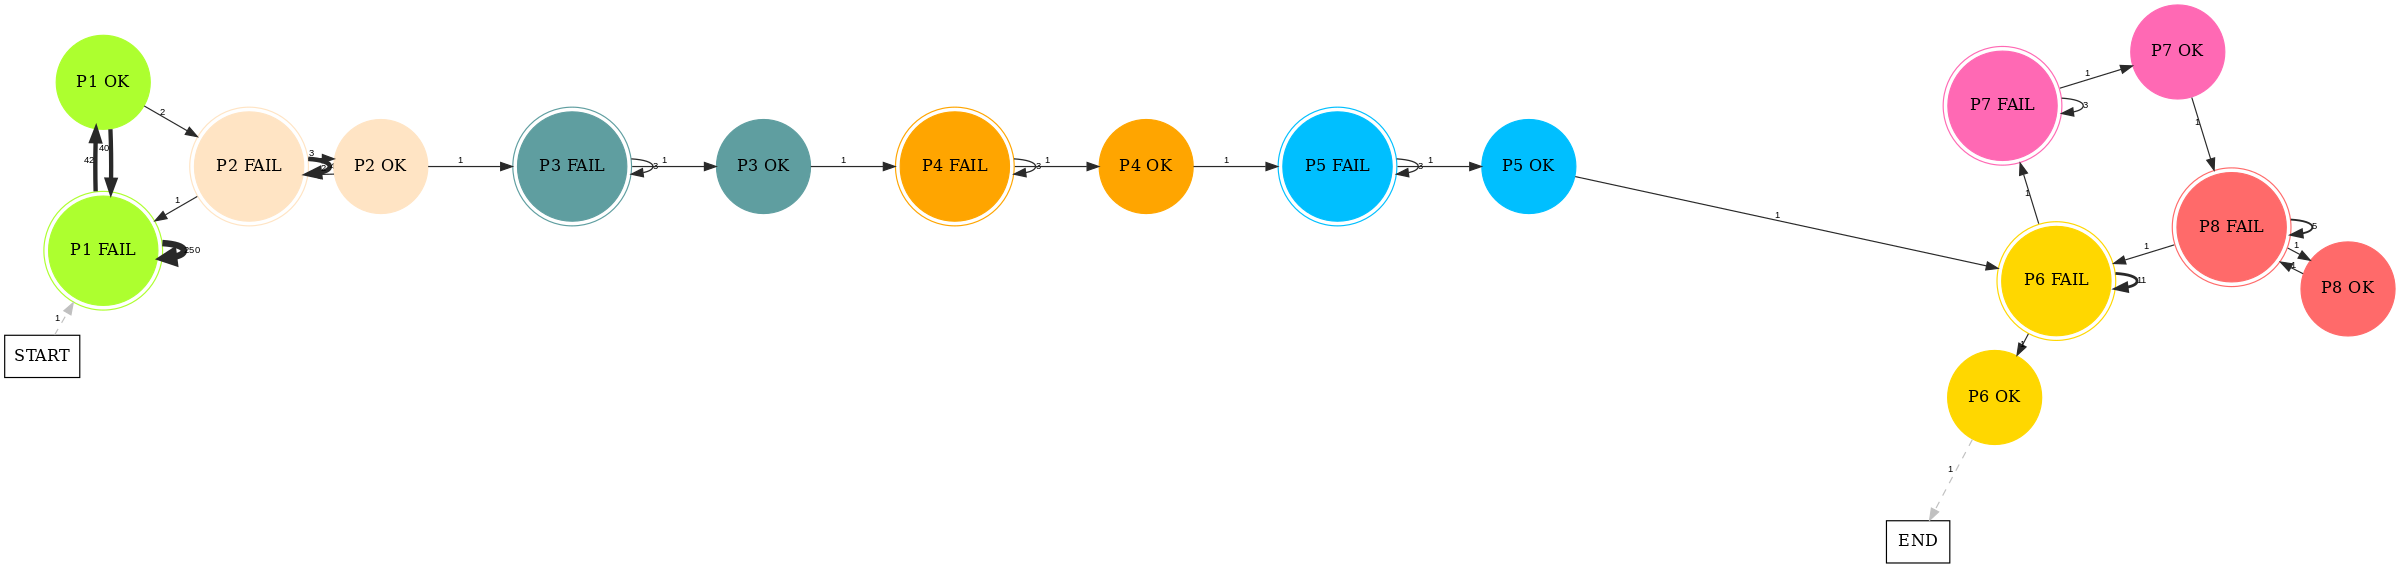 P7 OK
1
P7 FAIL
3
1
P1 OK
2
40
42
P2 FAIL
3
P2 OK
1
P3 FAIL
3
1
P3 OK
1
P4 FAIL
3
1
P4 OK
1
P5 FAIL
3
1
P5 OK
1
1
1
P1 FAIL
250
1
START
1
P8 FAIL
5
1
1
P8 OK
1
P6 FAIL
11
P6 OK
1
END